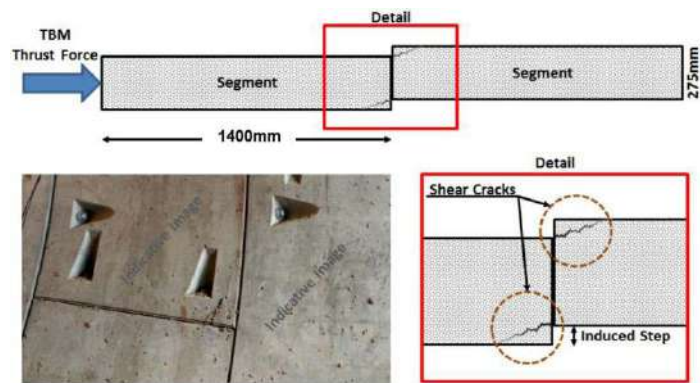 Detail
TBM
Thrust Force
Segment
Segment
275mm
1400mm
Detail
Shear Cracks
Indicative Image
Indicative Image
Induced Step